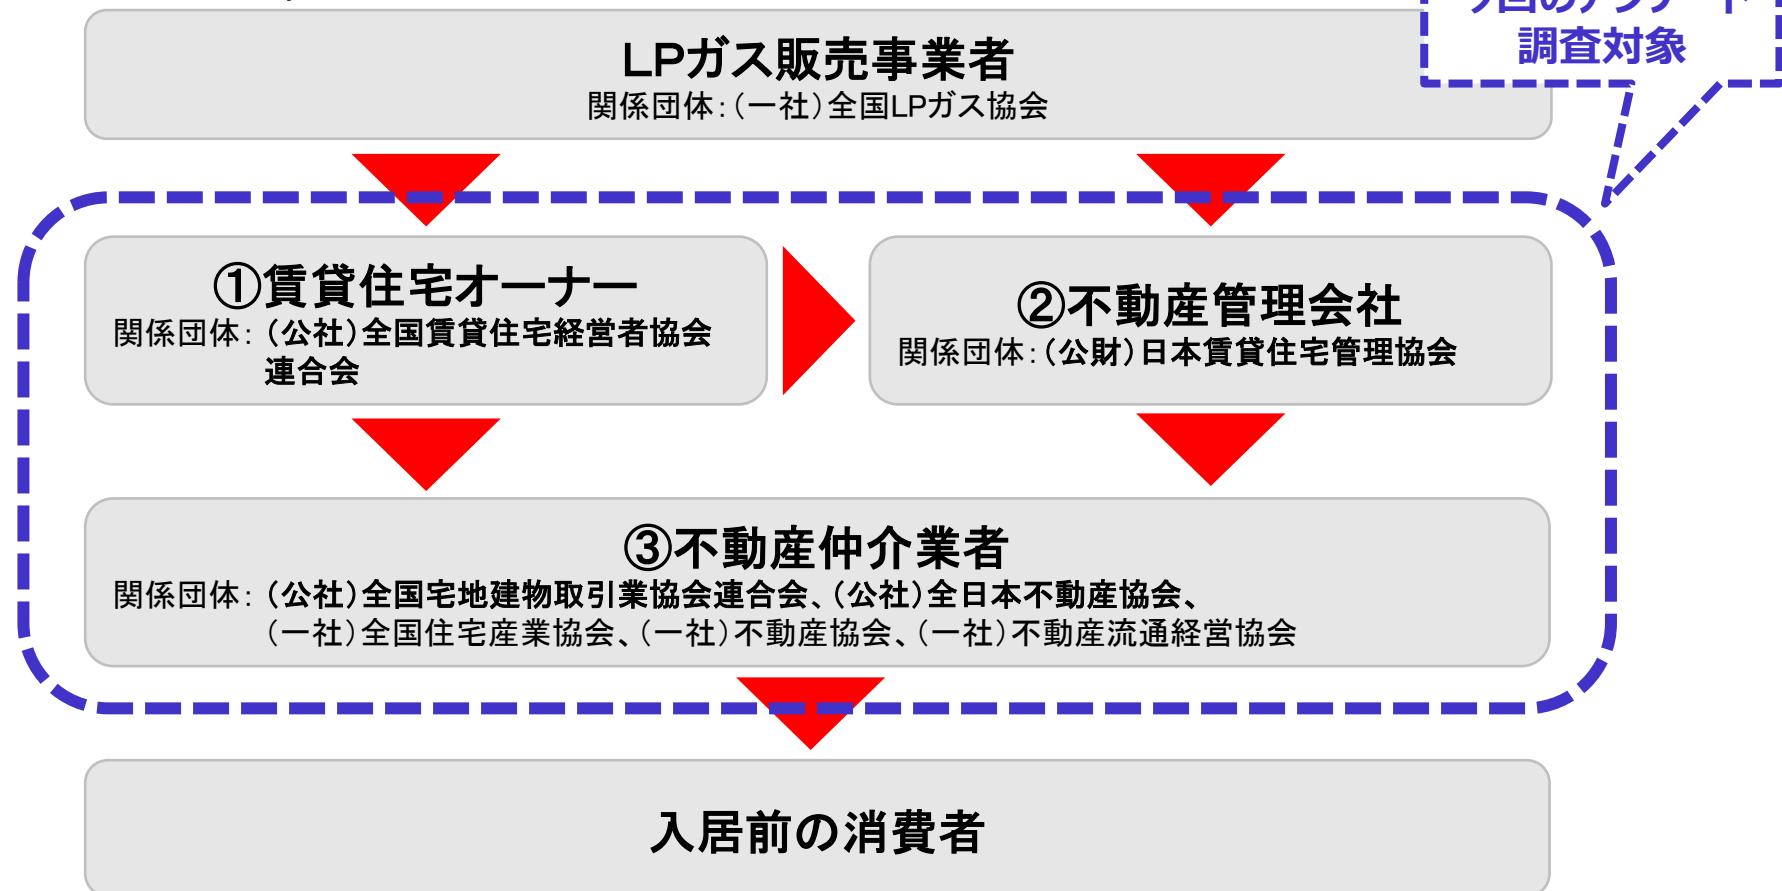 調査対象
LPガス販売事業者
関係団体：（一社）全国LPガス協会
①賃貸住宅オーナー
関係団体：（公社）全国賃貸住宅経営者協会
連合会
②不動産管理会社
関係団体：（公財）日本賃貸住宅管理協会
③不動産仲介業者
関係団体：（公社）全国宅地建物取引業協会連合会、（公社）全日本不動産協会、
（一社）全国住宅産業協会、（一社）不動産協会、（一社）不動産流通経営協会
入居前の消費者